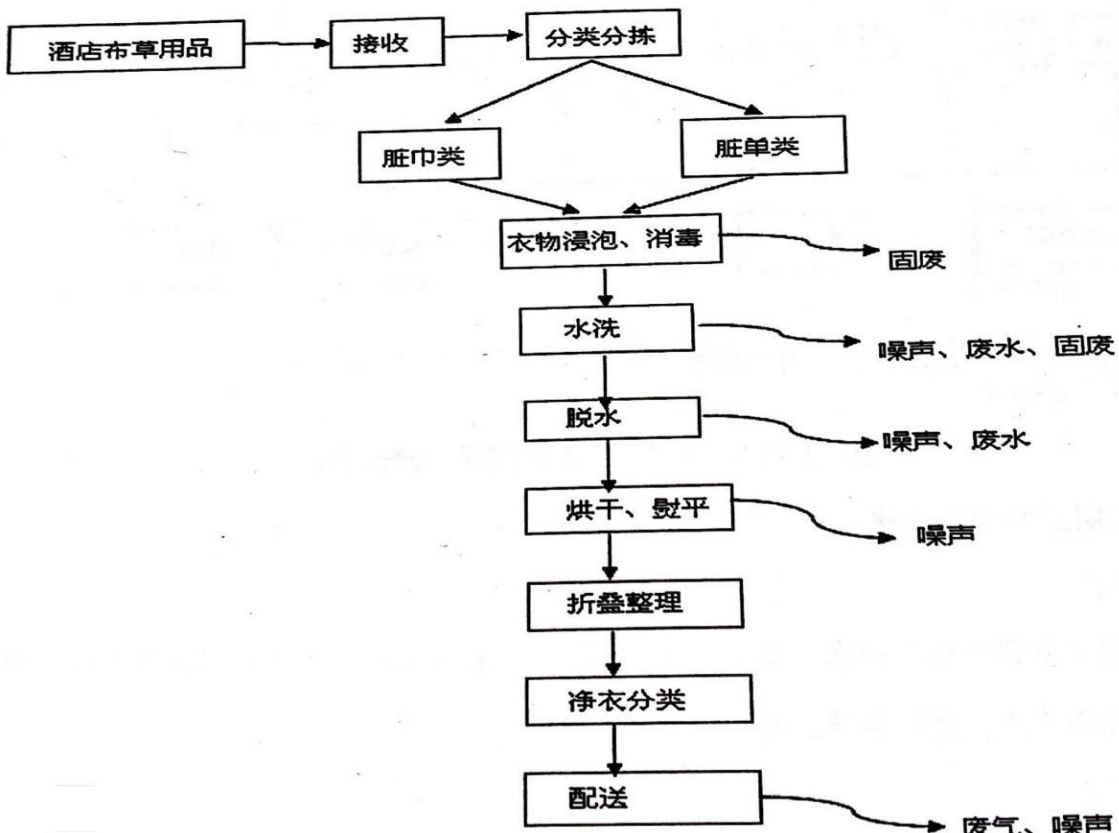 酒店布草用品
接收
分类分拣
脏巾类
脏单类
衣物浸泡、消毒
固废
水洗
噪声、废水、固废
脱水
噪声、废水
烘干、熨平
噪声
折叠整理
净衣分类
配送
废气、噪声